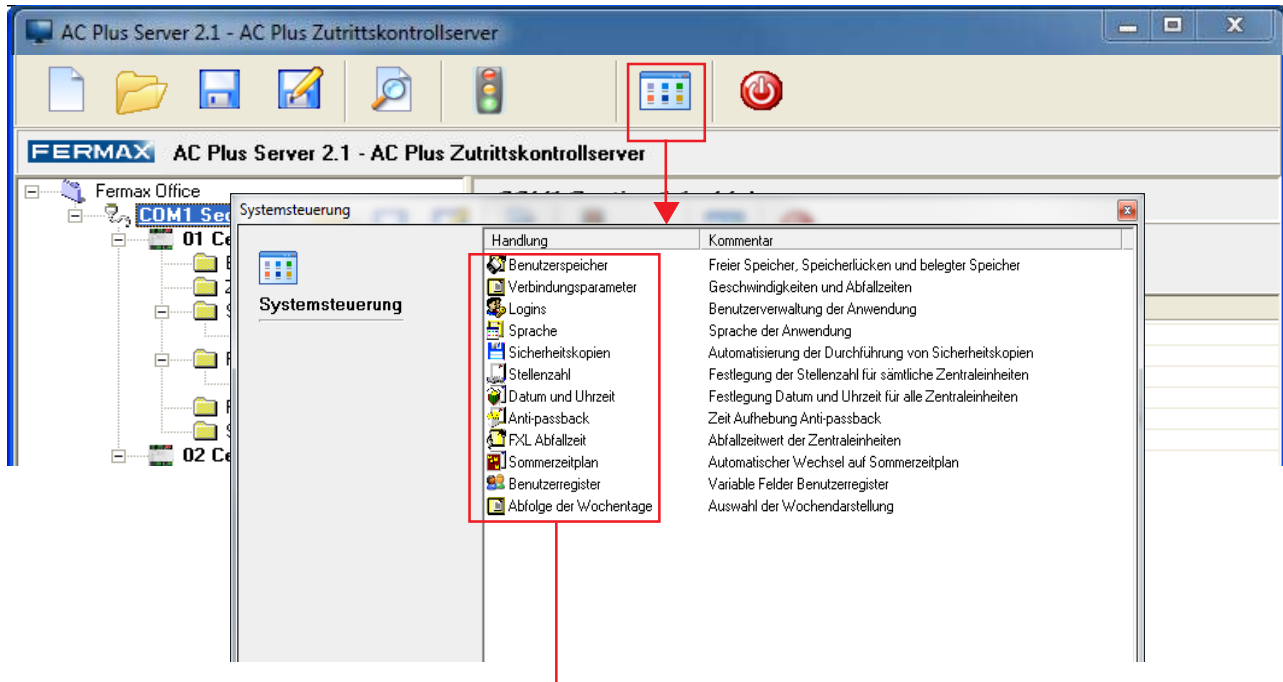 AC Plus Server 2.1 - AC Plus Zutrittskontrollserver
FERMAX AC Plus Server 2.1 - AC Plus Zutrittskontrollserver
Fermax Office
COM1
01
02
Systemsteuerung
Systemsteuerung
Handlung Kommentar
Benutzerspeicher Freier Speicher, Speicherlücken und belegter Speicher
Verbindungsparameter Geschwindigkeiten und Abfallzeiten
Logins Benutzerverwaltung der Anwendung
Sprache Sprache der Anwendung
Sicherheitskopien Automatisierung der Durchführung von Sicherheitskopien
Stellenzahl Festlegung der Stellenzahl für sämtliche Zentraleinheiten
Datum und Uhrzeit Festlegung Datum und Uhrzeit für alle Zentraleinheiten
Anti-passback Zeit Aufhebung Anti-passback
FXL Abfallzeit Abfallzeitwert der Zentraleinheiten
Sommerzeitplan Automatischer Wechsel auf Sommerzeitplan
Benutzerregister Variable Felder Benutzerregister
Abfolge der Wochentage Auswahl der Wochendarstellung